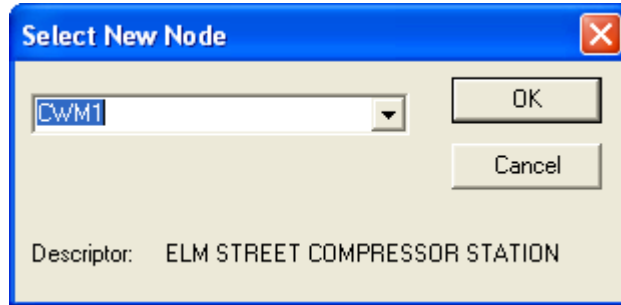 Select New Node
CWM1
OK
Cancel
Descriptor: ELM STREET COMPRESSOR STATION